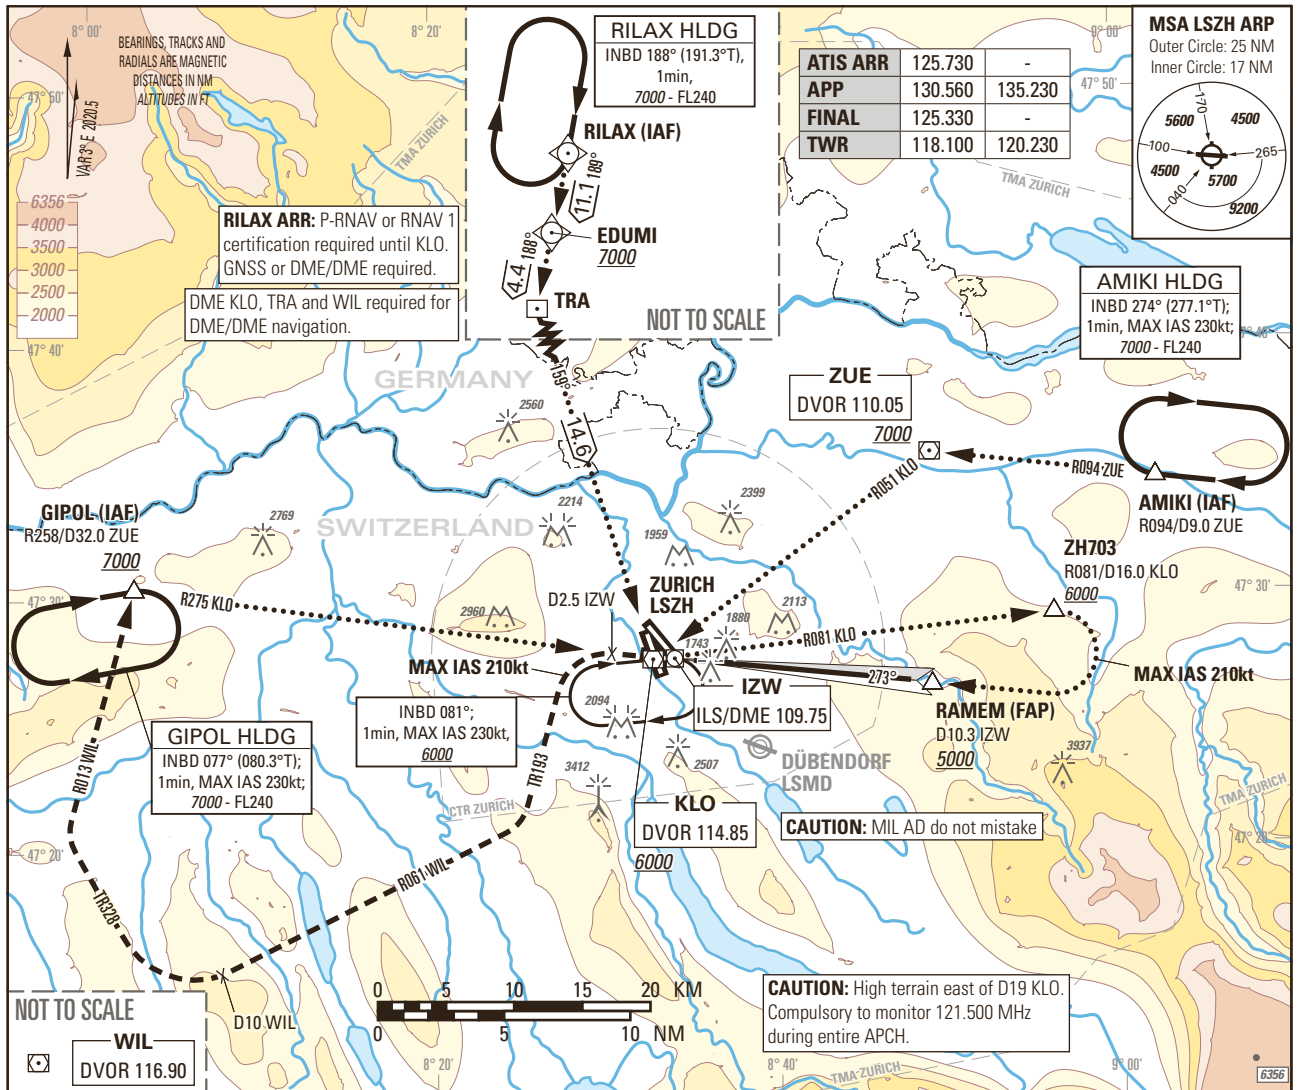 8° 00'
8° 20'
9° 00'
BEARINGS, TRACKS AND
RADIALS ARE MAGNETIC
DISTANCES IN NM
ALTITUDES IN FT
47° 50'
VAR 3° E 2020.5
6356
4000
3500
3000
2500
2000
47° 40'
TMA ZURICH
RILAX ARR: P-RNAV or RNAV 1
certification required until KLO.
GNSS or DME/DME required.
DME KLO, TRA and WIL required for
DME/DME navigation.
RILAX HLDG
INBD 188° (191.3°T),
1min,
7000 - FL240
RILAX (IAF)
11.1 189°
EDUMI
7000
4.4 188°
TRA
NOT TO SCALE
159°
14.6
ATIS ARR 125.730 -
APP 130.560 135.230
FINAL 125.330 -
TWR 118.100 120.230
47° 50'
TMA ZURICH
MSA LSZH ARP
Outer Circle: 25 NM
Inner Circle: 17 NM
170
5600
4500
100
265
4500
5700
040
9200
AMIKI HLDG
INBD 274° (277.1°T);
1min, MAX IAS 230kt;
7000 - FL240
47° 40'
GERMANY
2560
ZUE
DVOR 110.05
7000
R094 ZUE
R051 KLO
AMIKI (IAF)
R094/D9.0 ZUE
GIPOL (IAF)
R258/D32.0 ZUE
7000
2769
SWITZERLAND
2214
2399
1959
ZH703
R081/D16.0 KLO
6000
47° 30'
47° 30'
R275 KLO
2960
D2.5 IZW
ZURICH
LSZH
2113
1880
1743
R081 KLO
MAX IAS 210kt
MAX IAS 210kt
273°
INBD 081°;
1min, MAX IAS 230kt,
6000
2094
IZW
ILS/DME 109.75
RAMEM (FAP)
D10.3 IZW
5000
GIPOL HLDG
INBD 077° (080.3°T);
1min, MAX IAS 230kt;
7000 - FL240
R013 WIL
TR193
3412
2507
DÜBENDORF
LSMD
3937
CTR ZURICH
KLO
DVOR 114.85
6000
CAUTION: MIL AD do not mistake
TMA ZURICH
47° 20'
47° 20'
TR328
R061 WIL
D10 WIL
NOT TO SCALE
WIL
DVOR 116.90
0 5 10 15 20 KM
0 5 10 NM
CAUTION: High terrain east of D19 KLO.
Compulsory to monitor 121.500 MHz
during entire APCH.
8° 20'
8° 40'
9° 00'
TMA ZURICH
6356